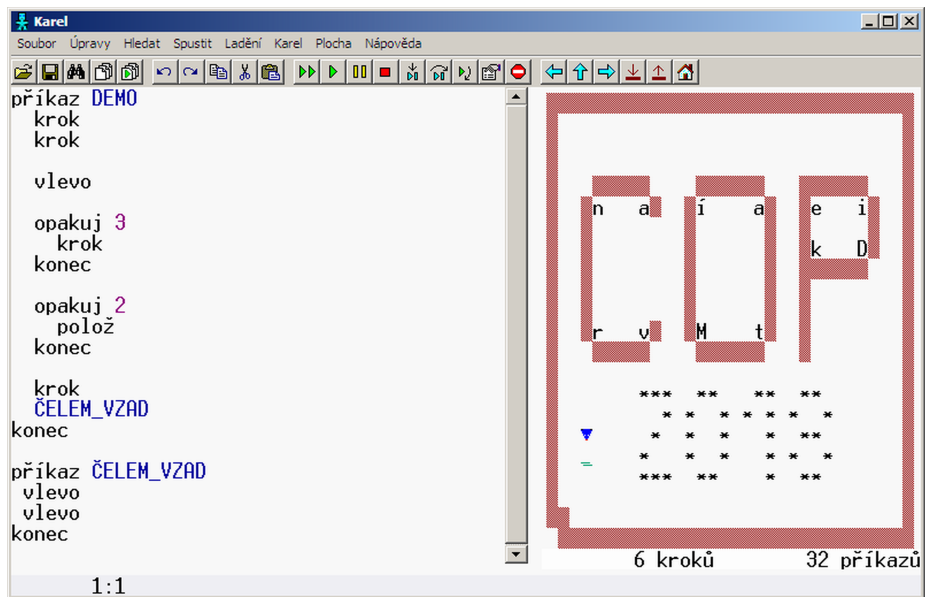 Karel
Soubor Úpravy Hledat Spustit Ladění Karel Plocha Nápověda
příkaz DEMO
krok
krok
vlevo
opakuj 3
krok
konec
opakuj 2
polož
konec
krok
ČELEM_VZAD
konec
příkaz ČELEM_VZAD
vlevo
vlevo
konec
n a í a e i
k D
r v M t
*** ** ** **
* * * * * *
* * * * **
* * * * * *
*** ** * **
6 kroků 32 příkazů
1:1